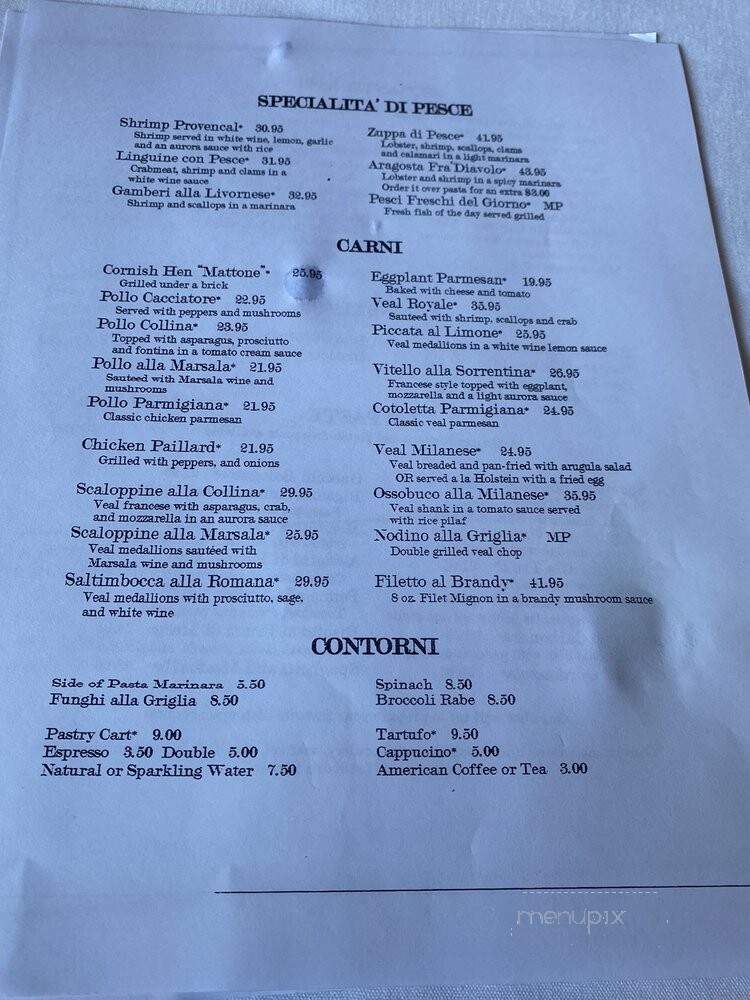 SPECIALITA' DI PESCE
Shrimp Provencal* 30.95
Shrimp served in white wine, lemon, garlic
and an aurora sauce with rice
Linguine con Pesce* 31.95
Crabmeat, shrimp and clams in a
white wine sauce
Gamberi alla Livornese* 32.95
Shrimp and scallops in a marinara
Zuppa di Pesce* 41.95
Lobster, shrimp, scallops, clams
and calamari in a light marinara
Aragosta Fra'Diavolo* 43.95
Lobster and shrimp in a spicy marinara
Order it over pasta for an extra $3.00
Pesci Freschi del Giorno* MP
Fresh fish of the day served grilled
CARNI
Cornish Hen "Mattone"* 25.95
Grilled under a brick
Pollo Cacciatore* 22.95
Served with peppers and mushrooms
Pollo Collina* 23.95
Topped with asparagus, prosciutto
and fontina in a tomato cream sauce
Pollo alla Marsala* 21.95
Sauteed with Marsala wine and
mushrooms
Pollo Parmigiana* 21.95
Classic chicken parmesan
Chicken Paillard* 21.95
Grilled with peppers, and onions
Scaloppine alla Collina* 29.95
Veal francese with asparagus, crab,
and mozzarella in an aurora sauce
Scaloppine alla Marsala* 25.95
Veal medallions sautéed with
Marsala wine and mushrooms
Saltimbocca alla Romana* 29.95
Veal medallions with prosciutto, sage,
and white wine
Eggplant Parmesan* 19.95
Baked with cheese and tomato
Veal Royale* 35.95
Sauteed with shrimp, scallops and crab
Piccata al Limone* 25.95
Veal medallions in a white wine lemon sauce
Vitello alla Sorrentina* 26.95
Francese style topped with eggplant,
mozzarella and a light aurora sauce
Cotoletta Parmigiana* 24.95
Classic veal parmesan
Veal Milanese* 24.95
Veal breaded and pan-fried with arugula salad
OR served a la Holstein with a fried egg
Ossobuco alla Milanese* 35.95
Veal shank in a tomato sauce served
with rice pilaf
Nodino alla Griglia* MP
Double grilled veal chop
Filetto al Brandy* 41.95
8 oz. Filet Mignon in a brandy mushroom sauce
CONTORNI
Side of Pasta Marinara 5.50
Funghi alla Griglia 8.50
Spinach 8.50
Broccoli Rabe 8.50
Pastry Cart* 9.00
Espresso 3.50 Double 5.00
Natural or Sparkling Water 7.50
Tartufo* 9.50
Cappucino* 5.00
American Coffee or Tea 3.00
menupix